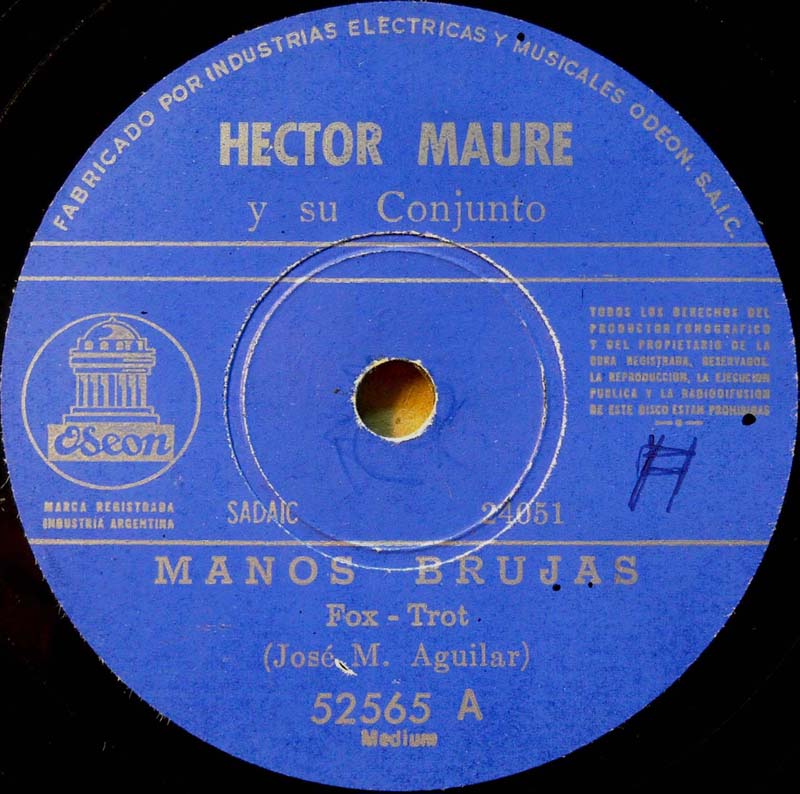 FABRICADO POR INDUSTRIAS ELECTRICAS Y MUSICALES ODEON. S.A.I.C.
HECTOR MAURE
y su Conjunto
TODOS LOS DERECHOS DEL
PRODUCTOR FONOGRAFICO
Y DEL PROPIETARIO DE LA
OBRA REGISTRADA, RESERVADOS.
LA REPRODUCCION, LA EJECUCION
PUBLICA Y LA RADIODIFUSION
DE ESTE DISCO ESTAN PROHIBIDAS
Odeon
MARCA REGISTRADA
INDUSTRIA ARGENTINA
SADAIC 24051
MANOS BRUJAS
Fox - Trot
(José M. Aguilar)
52565 A
Medium